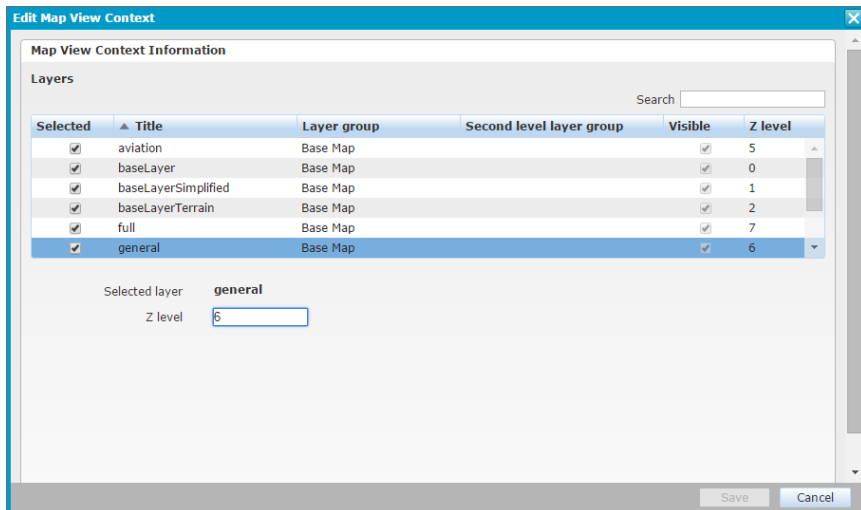 Edit Map View Context
Map View Context Information
Layers
Search
Selected Title Layer group Second level layer group Visible Z level
aviation Base Map 5
baseLayer Base Map 0
baseLayerSimplified Base Map 1
baseLayerTerrain Base Map 2
full Base Map 7
general Base Map 6
Selected layer general
Z level 6
Save Cancel